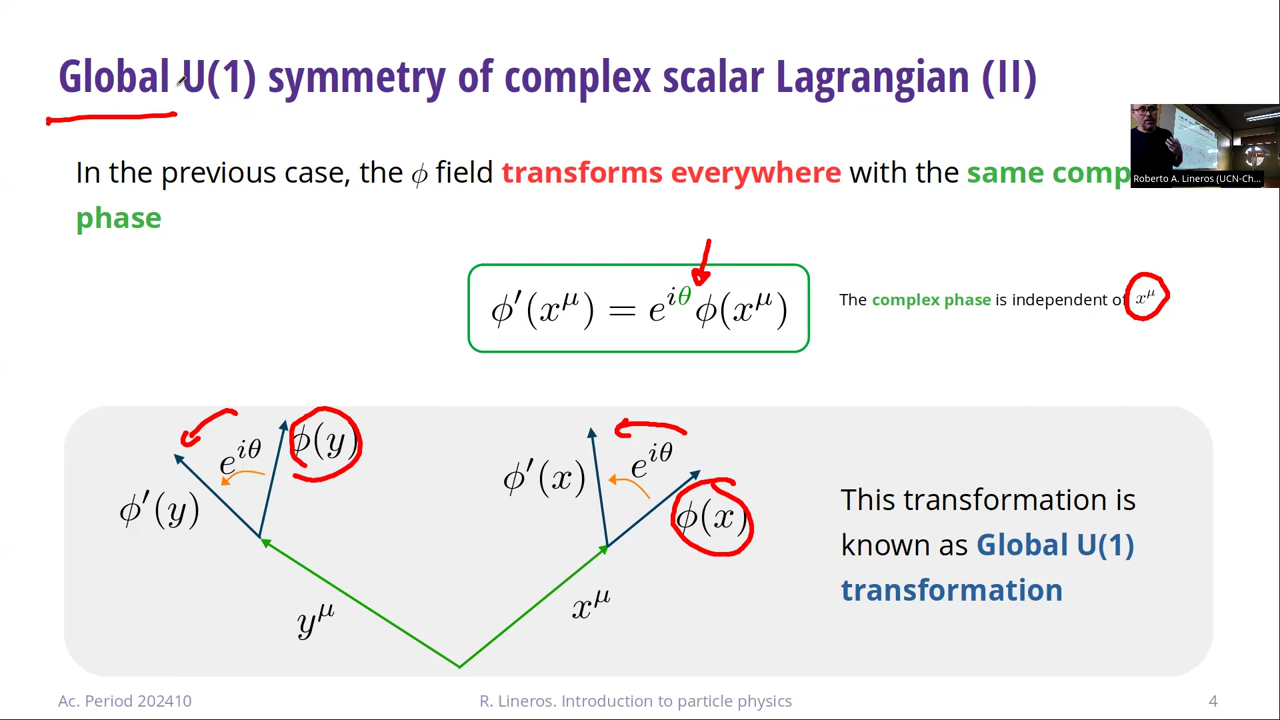 Global U(1) symmetry of complex scalar Lagrangian (II)
In the previous case, the ϕ field transforms everywhere with the same comp
phase
Roberto A. Lineros (UCN-Ch...
ϕ′(x^μ) = e^{iθ}ϕ(x^μ)
The complex phase is independent of x^μ
ϕ(y)
e^{iθ}
ϕ′(y)
e^{iθ}
ϕ′(x)
ϕ(x)
y^μ
x^μ
This transformation is
known as Global U(1)
transformation
Ac. Period 202410
R. Lineros. Introduction to particle physics
4